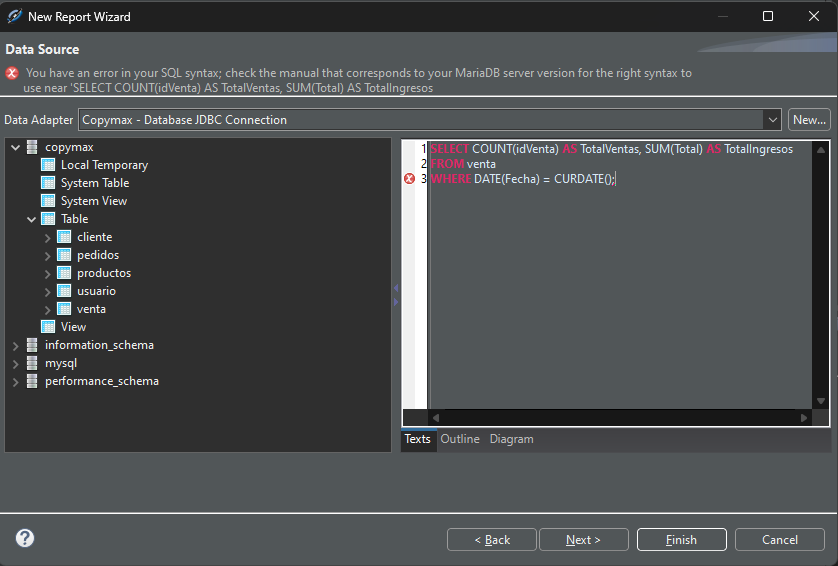 New Report Wizard
Data Source
You have an error in your SQL syntax; check the manual that corresponds to your MariaDB server version for the right syntax to
use near 'SELECT COUNT(idVenta) AS TotalVentas, SUM(Total) AS TotalIngresos
Data Adapter
Copymax - Database JDBC Connection
New...
copymax
Local Temporary
System Table
System View
Table
cliente
pedidos
productos
usuario
venta
View
information_schema
mysql
performance_schema
1 SELECT COUNT(idVenta) AS TotalVentas, SUM(Total) AS TotalIngresos
2 FROM venta
3 WHERE DATE(Fecha) = CURDATE();
Texts Outline Diagram
?
< Back Next > Finish Cancel